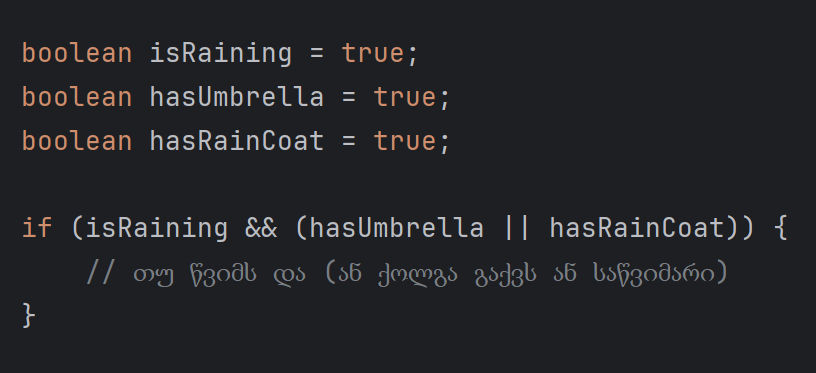 boolean isRaining = true;
boolean hasUmbrella = true;
boolean hasRainCoat = true;
if (isRaining && (hasUmbrella || hasRainCoat)) {
// თუ წვიმს და (ან ქოლგა გაქვს ან საწვიმარი)
}